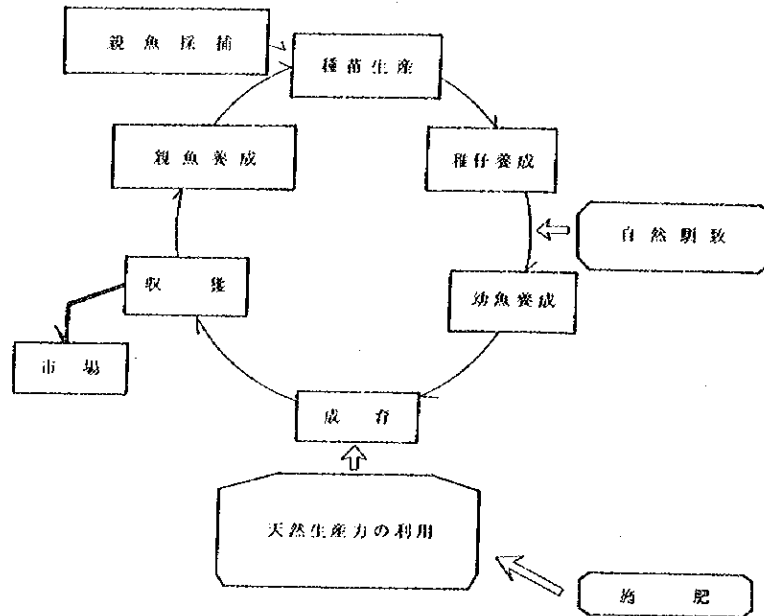 親魚採捕
種苗生産
親魚養成
稚仔養成
自然馴致
収穫
幼魚養成
市場
成育
天然生産力の利用
施肥